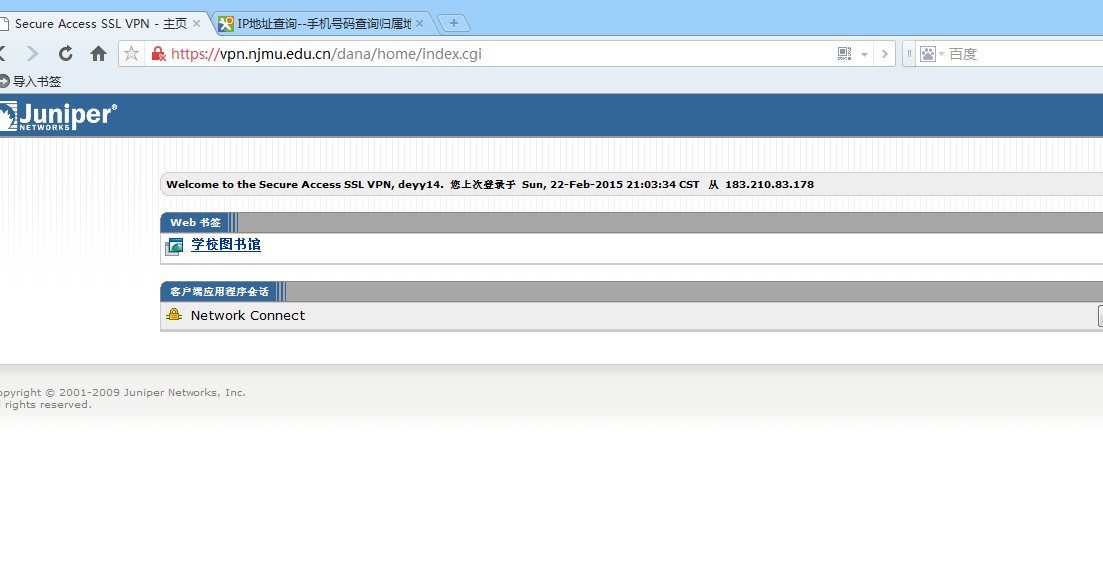 Secure Access SSL VPN - 主页
IP地址查询--手机号码查询归属地
https://vpn.njmu.edu.cn/dana/home/index.cgi
百度
导入书签
Juniper®
NETWORKS
Welcome to the Secure Access SSL VPN, deyy14. 您上次登录于 Sun, 22-Feb-2015 21:03:34 CST 从 183.210.83.178
Web 书签
学校图书馆
客户端应用程序会话
Network Connect
opyright © 2001-2009 Juniper Networks, Inc.
rights reserved.